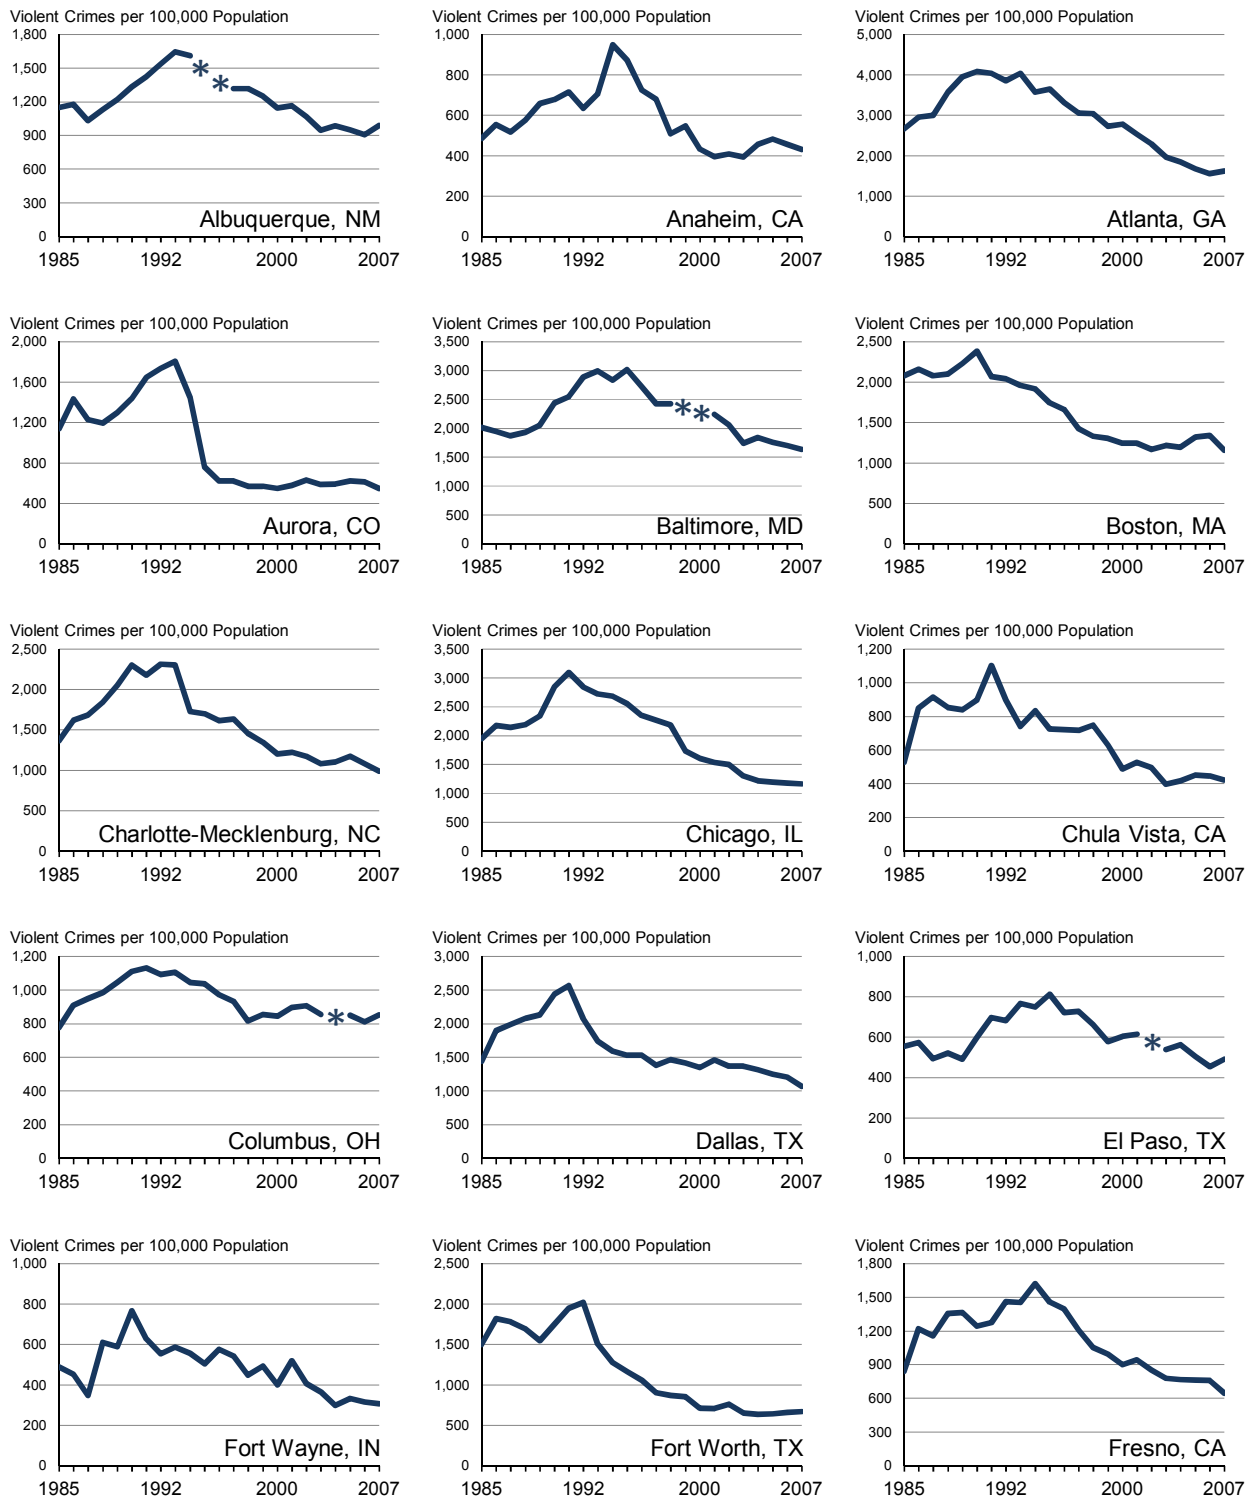 Violent Crimes per 100,000 Population
1,800
1,500
1,200
900
600
300
0
*
*
Albuquerque, NM
1985 1992 2000 2007
Violent Crimes per 100,000 Population
1,000
800
600
400
200
0
Anaheim, CA
1985 1992 2000 2007
Violent Crimes per 100,000 Population
5,000
4,000
3,000
2,000
1,000
0
Atlanta, GA
1985 1992 2000 2007
Violent Crimes per 100,000 Population
2,000
1,600
1,200
800
400
0
Aurora, CO
1985 1992 2000 2007
Violent Crimes per 100,000 Population
3,500
3,000
2,500
2,000
1,500
1,000
500
0
* *
Baltimore, MD
1985 1992 2000 2007
Violent Crimes per 100,000 Population
2,500
2,000
1,500
1,000
500
0
Boston, MA
1985 1992 2000 2007
Violent Crimes per 100,000 Population
2,500
2,000
1,500
1,000
500
0
Charlotte-Mecklenburg, NC
1985 1992 2000 2007
Violent Crimes per 100,000 Population
3,500
3,000
2,500
2,000
1,500
1,000
500
0
Chicago, IL
1985 1992 2000 2007
Violent Crimes per 100,000 Population
1,200
1,000
800
600
400
200
0
Chula Vista, CA
1985 1992 2000 2007
Violent Crimes per 100,000 Population
1,200
1,000
800
600
400
200
0
*
Columbus, OH
1985 1992 2000 2007
Violent Crimes per 100,000 Population
3,000
2,500
2,000
1,500
1,000
500
0
Dallas, TX
1985 1992 2000 2007
Violent Crimes per 100,000 Population
1,000
800
600
400
200
0
*
El Paso, TX
1985 1992 2000 2007
Violent Crimes per 100,000 Population
1,000
800
600
400
200
0
Fort Wayne, IN
1985 1992 2000 2007
Violent Crimes per 100,000 Population
2,500
2,000
1,500
1,000
500
0
Fort Worth, TX
1985 1992 2000 2007
Violent Crimes per 100,000 Population
1,800
1,500
1,200
900
600
300
0
Fresno, CA
1985 1992 2000 2007